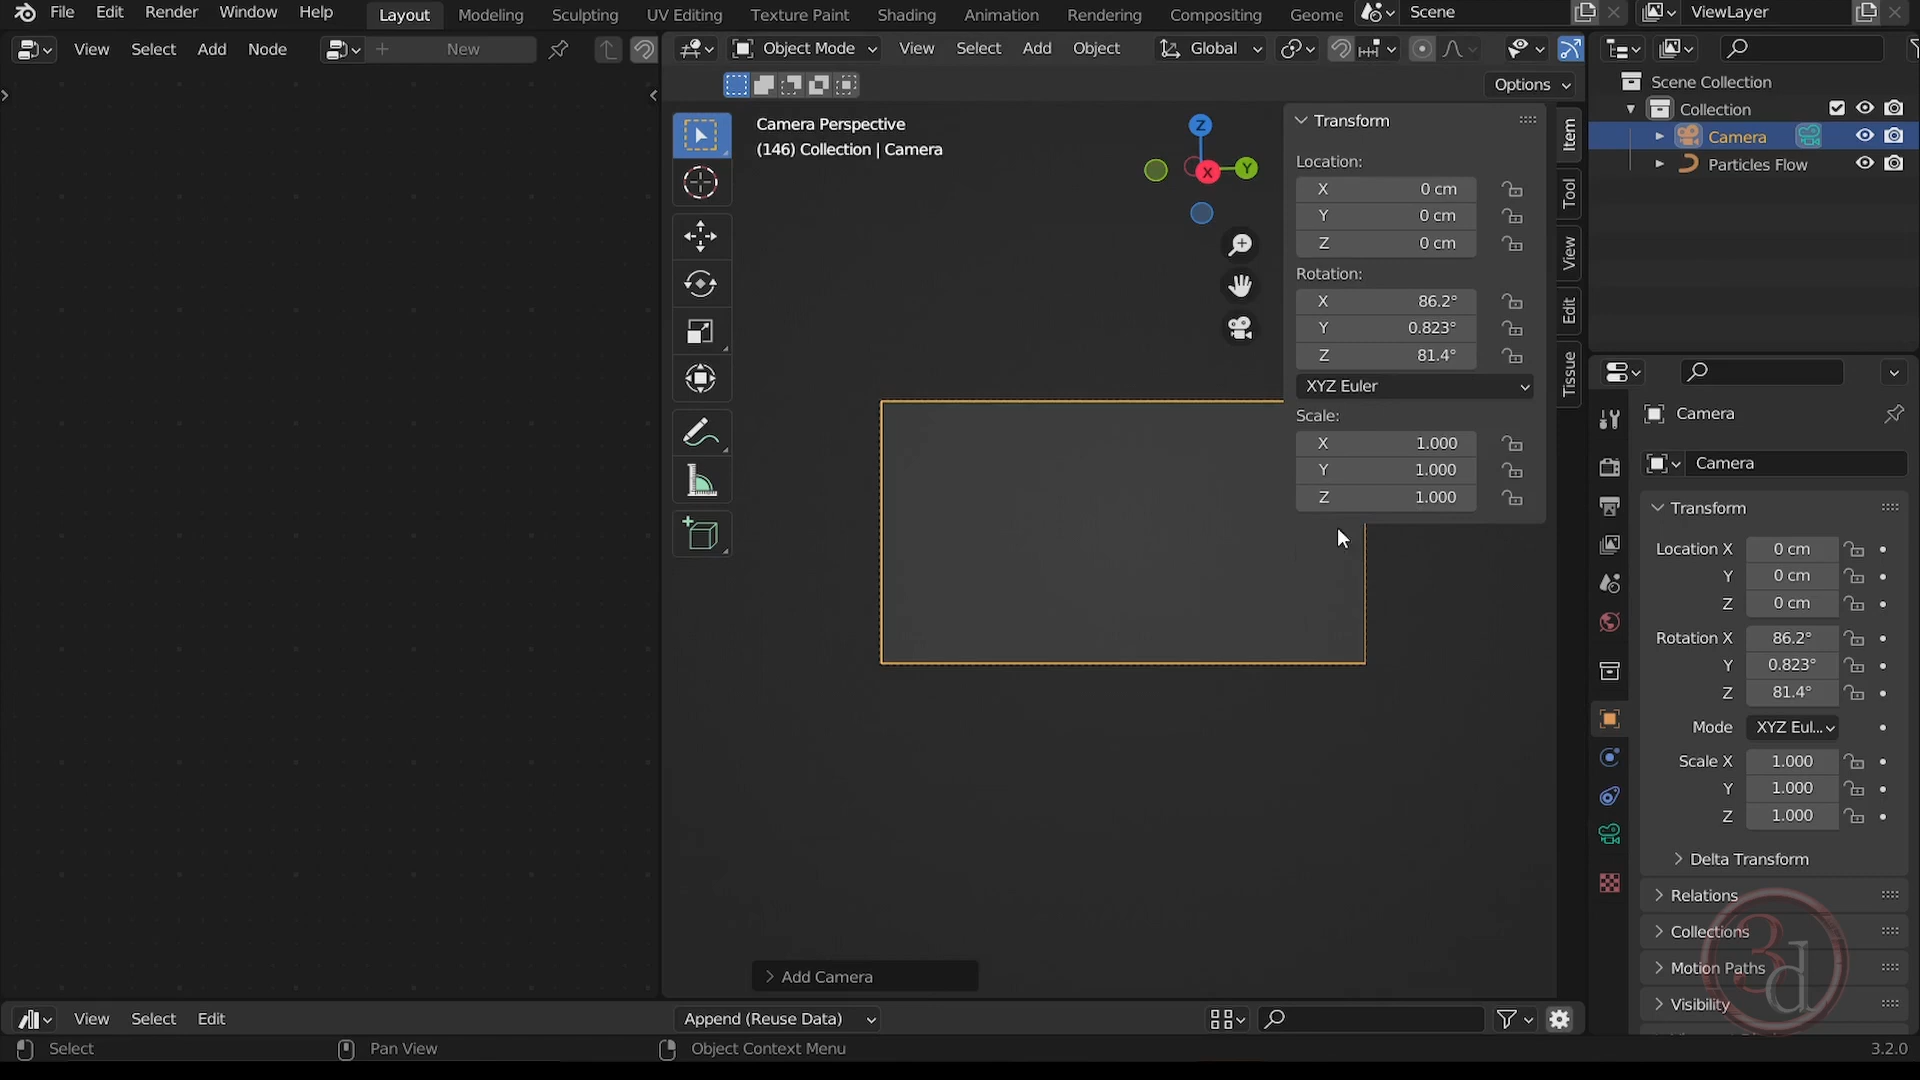 File Edit Render Window Help Layout Modeling Sculpting UV Editing Texture Paint Shading Animation Rendering Compositing Geome Scene ViewLayer
View Select Add Node New
Object Mode View Select Add Object Global
Options
Camera Perspective
(146) Collection | Camera
Z
Y
X
Transform
Location:
X 0 cm
Y 0 cm
Z 0 cm
Rotation:
X 86.2°
Y 0.823°
Z 81.4°
XYZ Euler
Scale:
X 1.000
Y 1.000
Z 1.000
Item
Tool
View
Edit
Tissue
Scene Collection
Collection
Camera
Particles Flow
Camera
Camera
Transform
Location X 0 cm
Y 0 cm
Z 0 cm
Rotation X 86.2°
Y 0.823°
Z 81.4°
Mode XYZ Eul...
Scale X 1.000
Y 1.000
Z 1.000
Delta Transform
Relations
Collections
Motion Paths
Visibility
3d
Add Camera
View Select Edit
Append (Reuse Data)
Select Pan View Object Context Menu 3.2.0